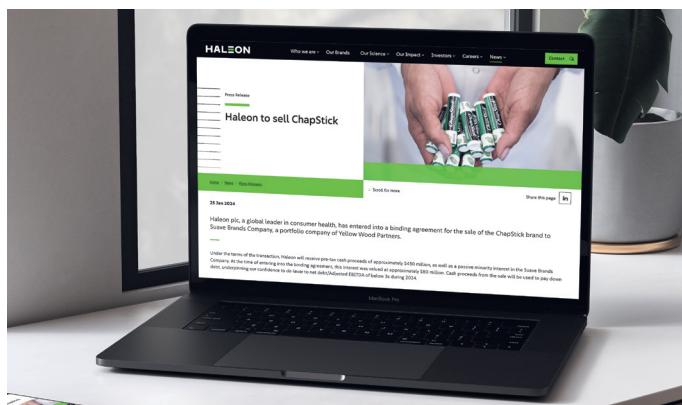 HALEON
Who we are Our Brands Our Science Our Impact Investors Careers News Contact
Press Release
Haleon to sell ChapStick
Home / News / Press Releases
Scroll for more
Share this page in
25 Jan 2024
Haleon plc, a global leader in consumer health, has entered into a binding agreement for the sale of the ChapStick brand to
Suave Brands Company, a portfolio company of Yellow Wood Partners.
Under the terms of the transaction, Haleon will receive pre-tax cash proceeds of approximately $430 million, as well as a passive minority interest in the Suave Brands
Company. At the time of entering into the binding agreement, this interest was valued at approximately $80 million. Cash proceeds from the sale will be used to pay down
debt, underpinning our confidence to de-lever to net debt/Adjusted EBITDA of below 3x during 2024.
MacBook Pro